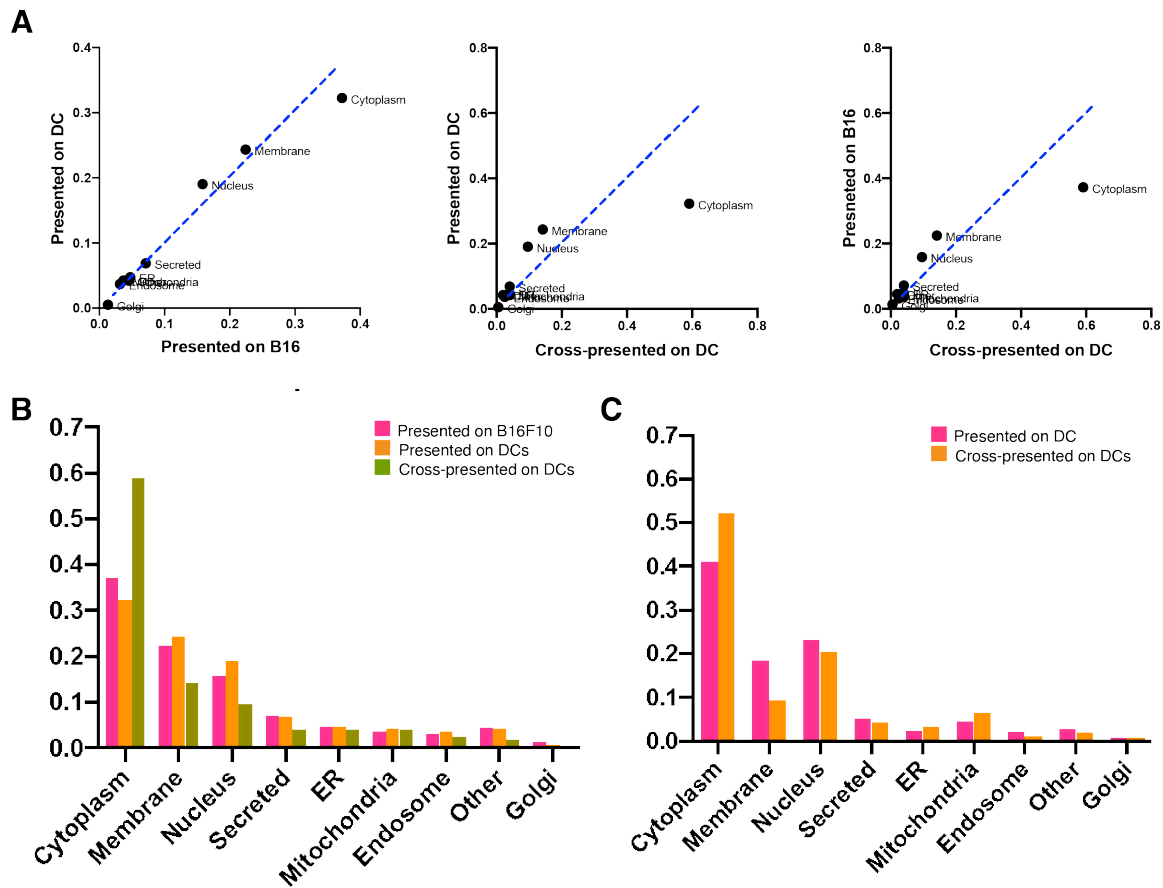 A
0.4
0.3
0.2
0.1
0.0
Presented on DC
Cytoplasm
Membrane
Nucleus
Secreted
ER
Endosome
Golgi
0.0 0.1 0.2 0.3 0.4
Presented on B16
0.8
0.6
0.4
0.2
0.0
Presented on DC
Cytoplasm
Membrane
Nucleus
Secreted
Mitochondria
Endosome
Golgi
0.0 0.2 0.4 0.6 0.8
Cross-presented on DC
0.8
0.6
0.4
0.2
0.0
Presneted on B16
Cytoplasm
Membrane
Nucleus
Secreted
Mitochondria
Endosome
Golgi
0.0 0.2 0.4 0.6 0.8
Cross-presented on DC
B
0.7
0.6
0.5
0.4
0.3
0.2
0.1
0.0
Presented on B16F10
Presented on DCs
Cross-presented on DCs
Cytoplasm
Membrane
Nucleus
Secreted
ER
Mitochondria
Endosome
Other
Golgi
C
0.7
0.6
0.5
0.4
0.3
0.2
0.1
0.0
Presented on DC
Cross-presented on DCs
Cytoplasm
Membrane
Nucleus
Secreted
ER
Mitochondria
Endosome
Other
Golgi